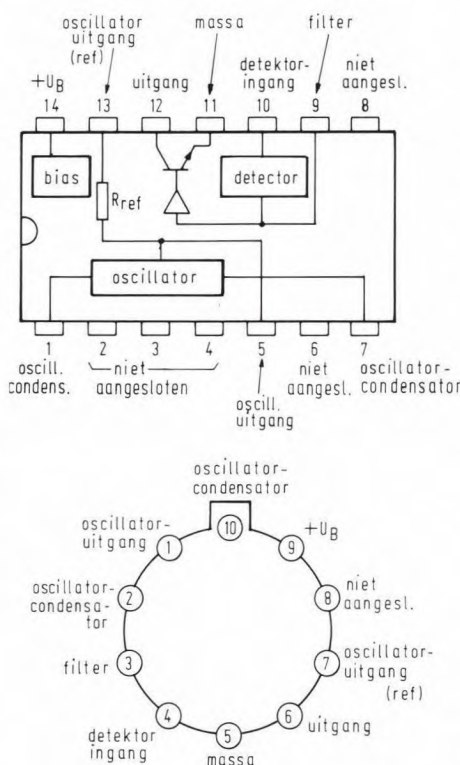 oscillator
uitgang
(ref)
massa
filter
+UB
uitgang
detektor-
ingang
niet
aangesl.
14 13 12 11 10 9 8
bias
Rref
detector
oscillator
1 2 3 4 5 6 7
oscill.
condens.
niet
aangesloten
oscill.
uitgang
niet
aangesl.
oscillator-
condensator
oscillator-
condensator
10
oscillator-
uitgang
1
9
+UB
oscillator-
condensa-
tor
2
8
niet
aangesl.
filter
3
7
oscillator-
uitgang
(ref)
detektor
ingang
4
5
massa
6
uitgang